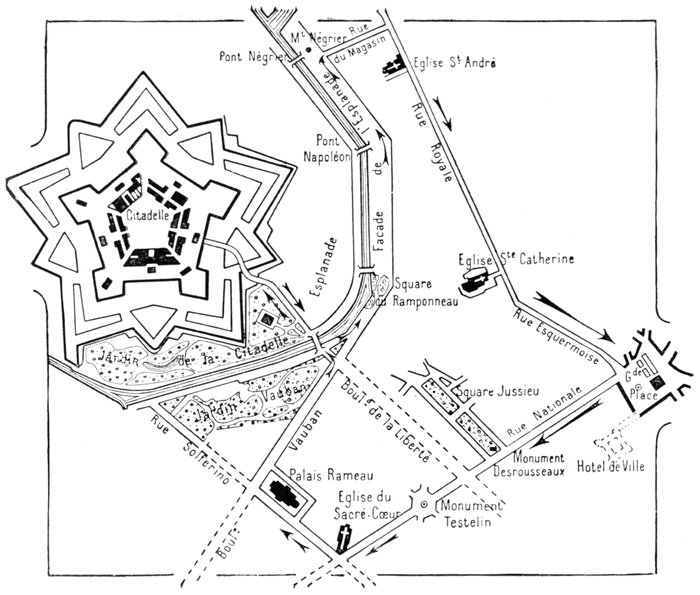 Mt Négrier
Rue
du Magasin
Pont Négrier
Eglise St André
l'Esplanade
Pont
Napoléon
Rue Royale
de
Façade
Citadelle
Esplanade
Eglise Ste Catherine
Square
du Ramponneau
Rue Esquermoise
Jardin de la Citadelle
Jardin Vauban
Bould de la Liberté
Square Jussieu
Gde
Place
Rue Nationale
Rue Solférino
Vauban
Monument
Desrousseaux
Hotel de Ville
Palais Rameau
Eglise du
Sacré-Cœur
Monument
Testelin
Boult